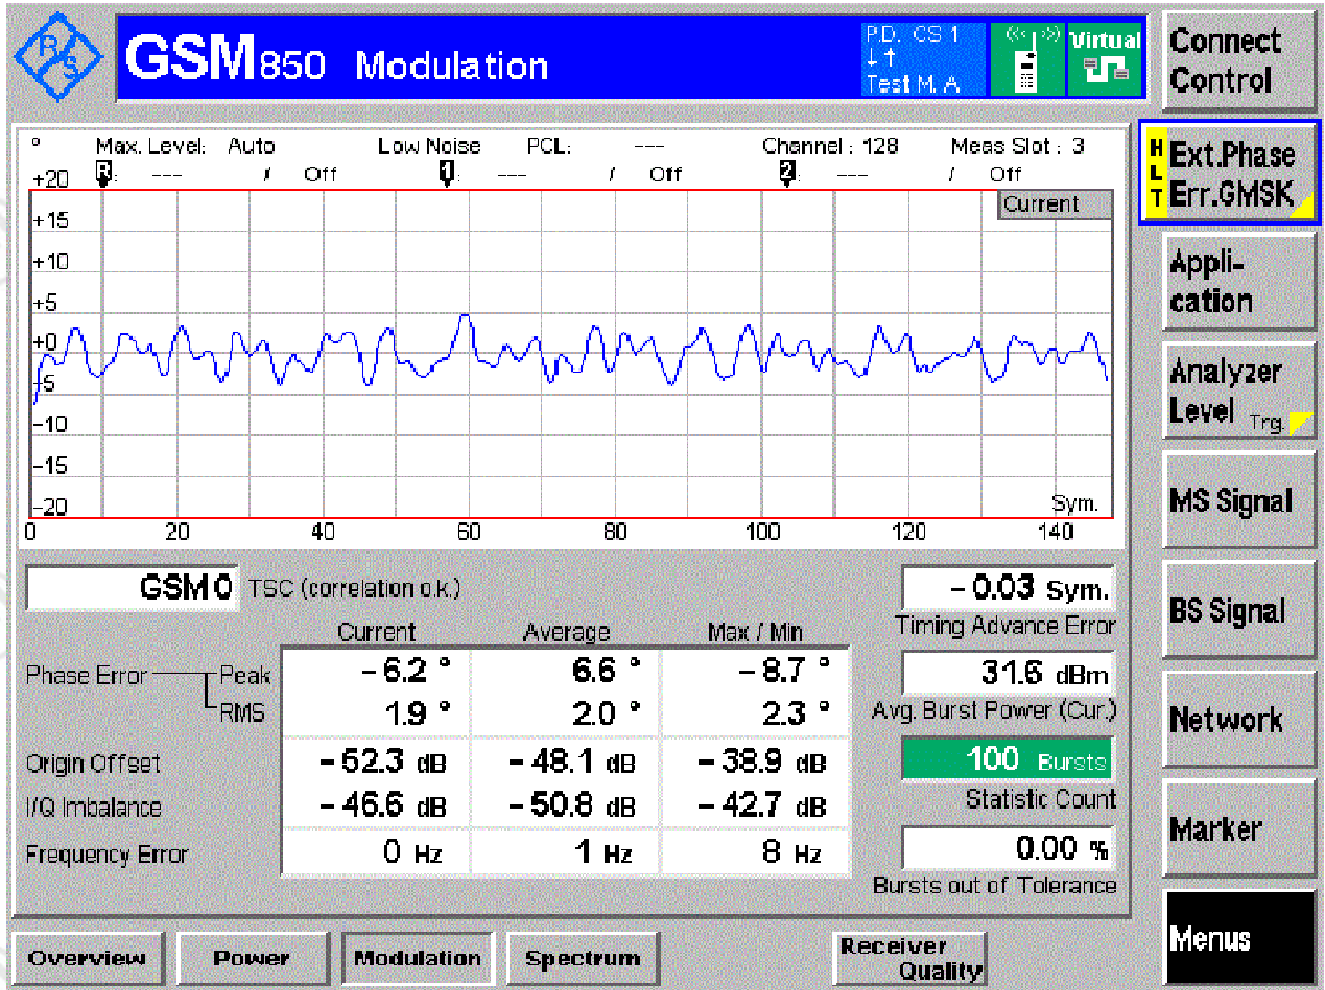 R S
GSM850 Modulation
P.D. CS 1
Test M. A.
Virtual
Connect
Control
° Max. Level: Auto Low Noise PCL: --- Channel : 128 Meas Slot : 3
R: --- / Off 1: --- / Off 2: --- / Off
+20
Current
+15
+10
+5
+0
-5
-10
-15
-20
Sym.
0 20 40 60 80 100 120 140
HLT
Ext.Phase
Err.GMSK
Appli-
cation
Analyzer
Level Trg.
MS Signal
BS Signal
Network
Marker
Menus
GSM 0 TSC (correlation o.k.)
- 0.03 Sym.
Timing Advance Error
Current Average Max / Min
Phase Error Peak - 6.2 ° 6.6 ° - 8.7 °
RMS 1.9 ° 2.0 ° 2.3 °
31.6 dBm
Avg. Burst Power (Cur.)
Origin Offset - 52.3 dB - 48.1 dB - 38.9 dB
I/Q Imbalance - 46.6 dB - 50.8 dB - 42.7 dB
Frequency Error 0 Hz 1 Hz 8 Hz
100 Bursts
Statistic Count
0.00 %
Bursts out of Tolerance
Overview Power Modulation Spectrum
Receiver
Quality